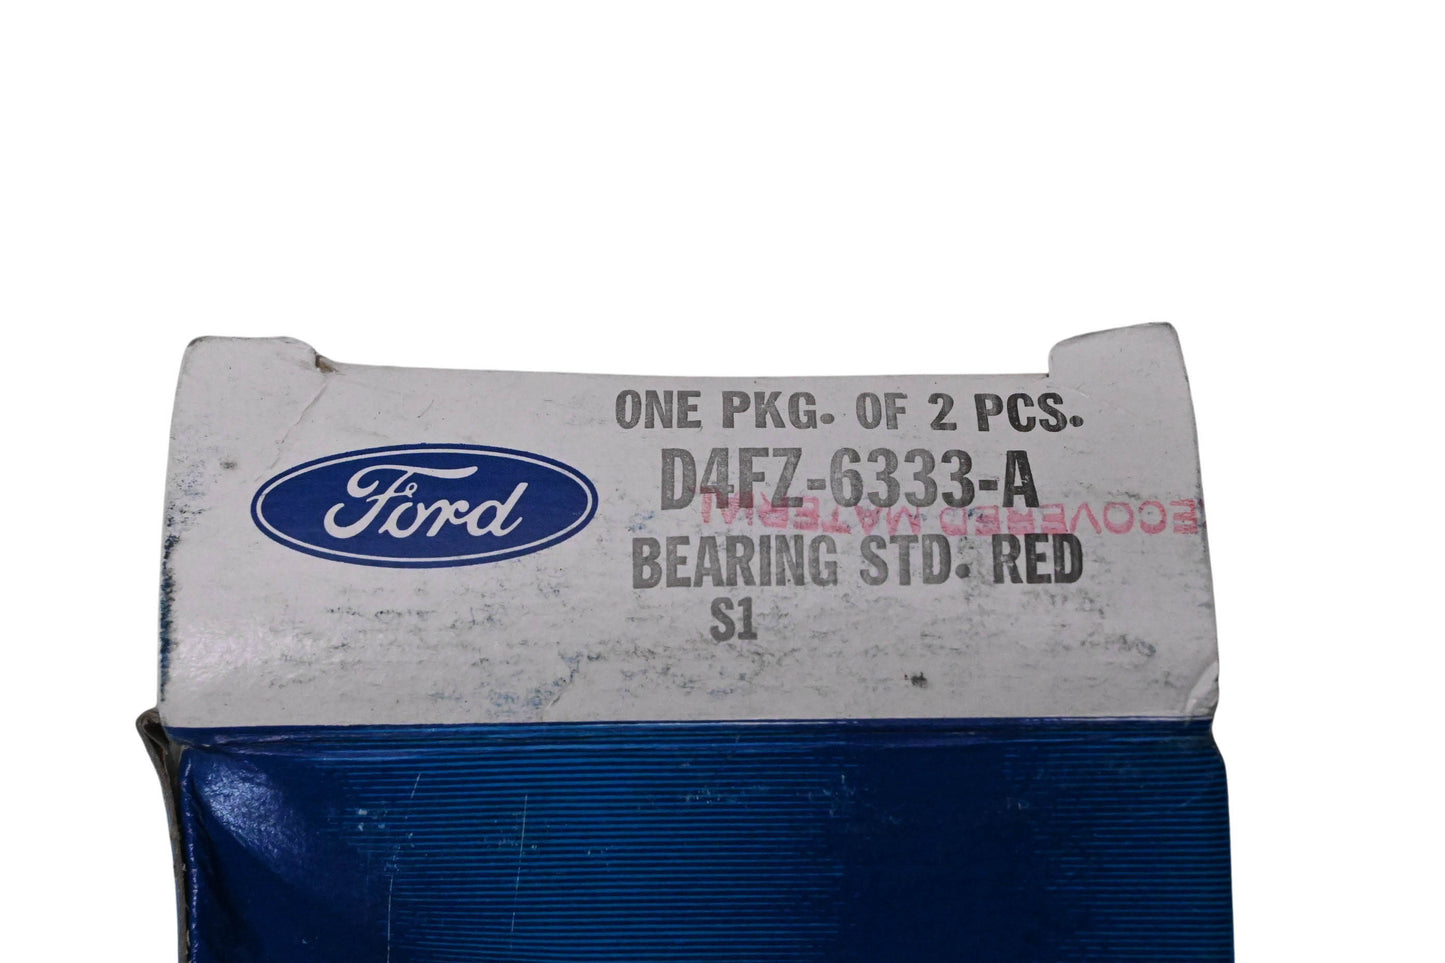 Ford
ONE PKG. OF 2 PCS.
D4FZ-6333-A
ECOVERED MATERIAL
BEARING STD. RED
S1